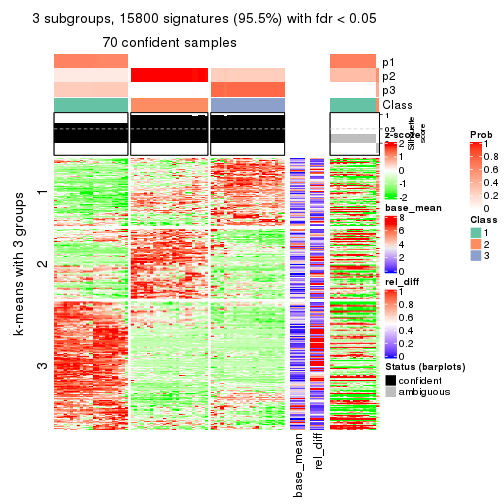 3 subgroups, 15800 signatures (95.5%) with fdr < 0.05
70 confident samples
p1
p2
p3
Class
1
0.5
0
Silhouette
score
k-means with 3 groups
1
2
3
base_mean
rel_diff
z-score
2
1
0
-1
-2
base_mean
8
6
4
2
0
rel_diff
1
0.8
0.6
0.4
0.2
0
Status (barplots)
confident
ambiguous
Prob
1
0.8
0.6
0.4
0.2
0
Class
1
2
3